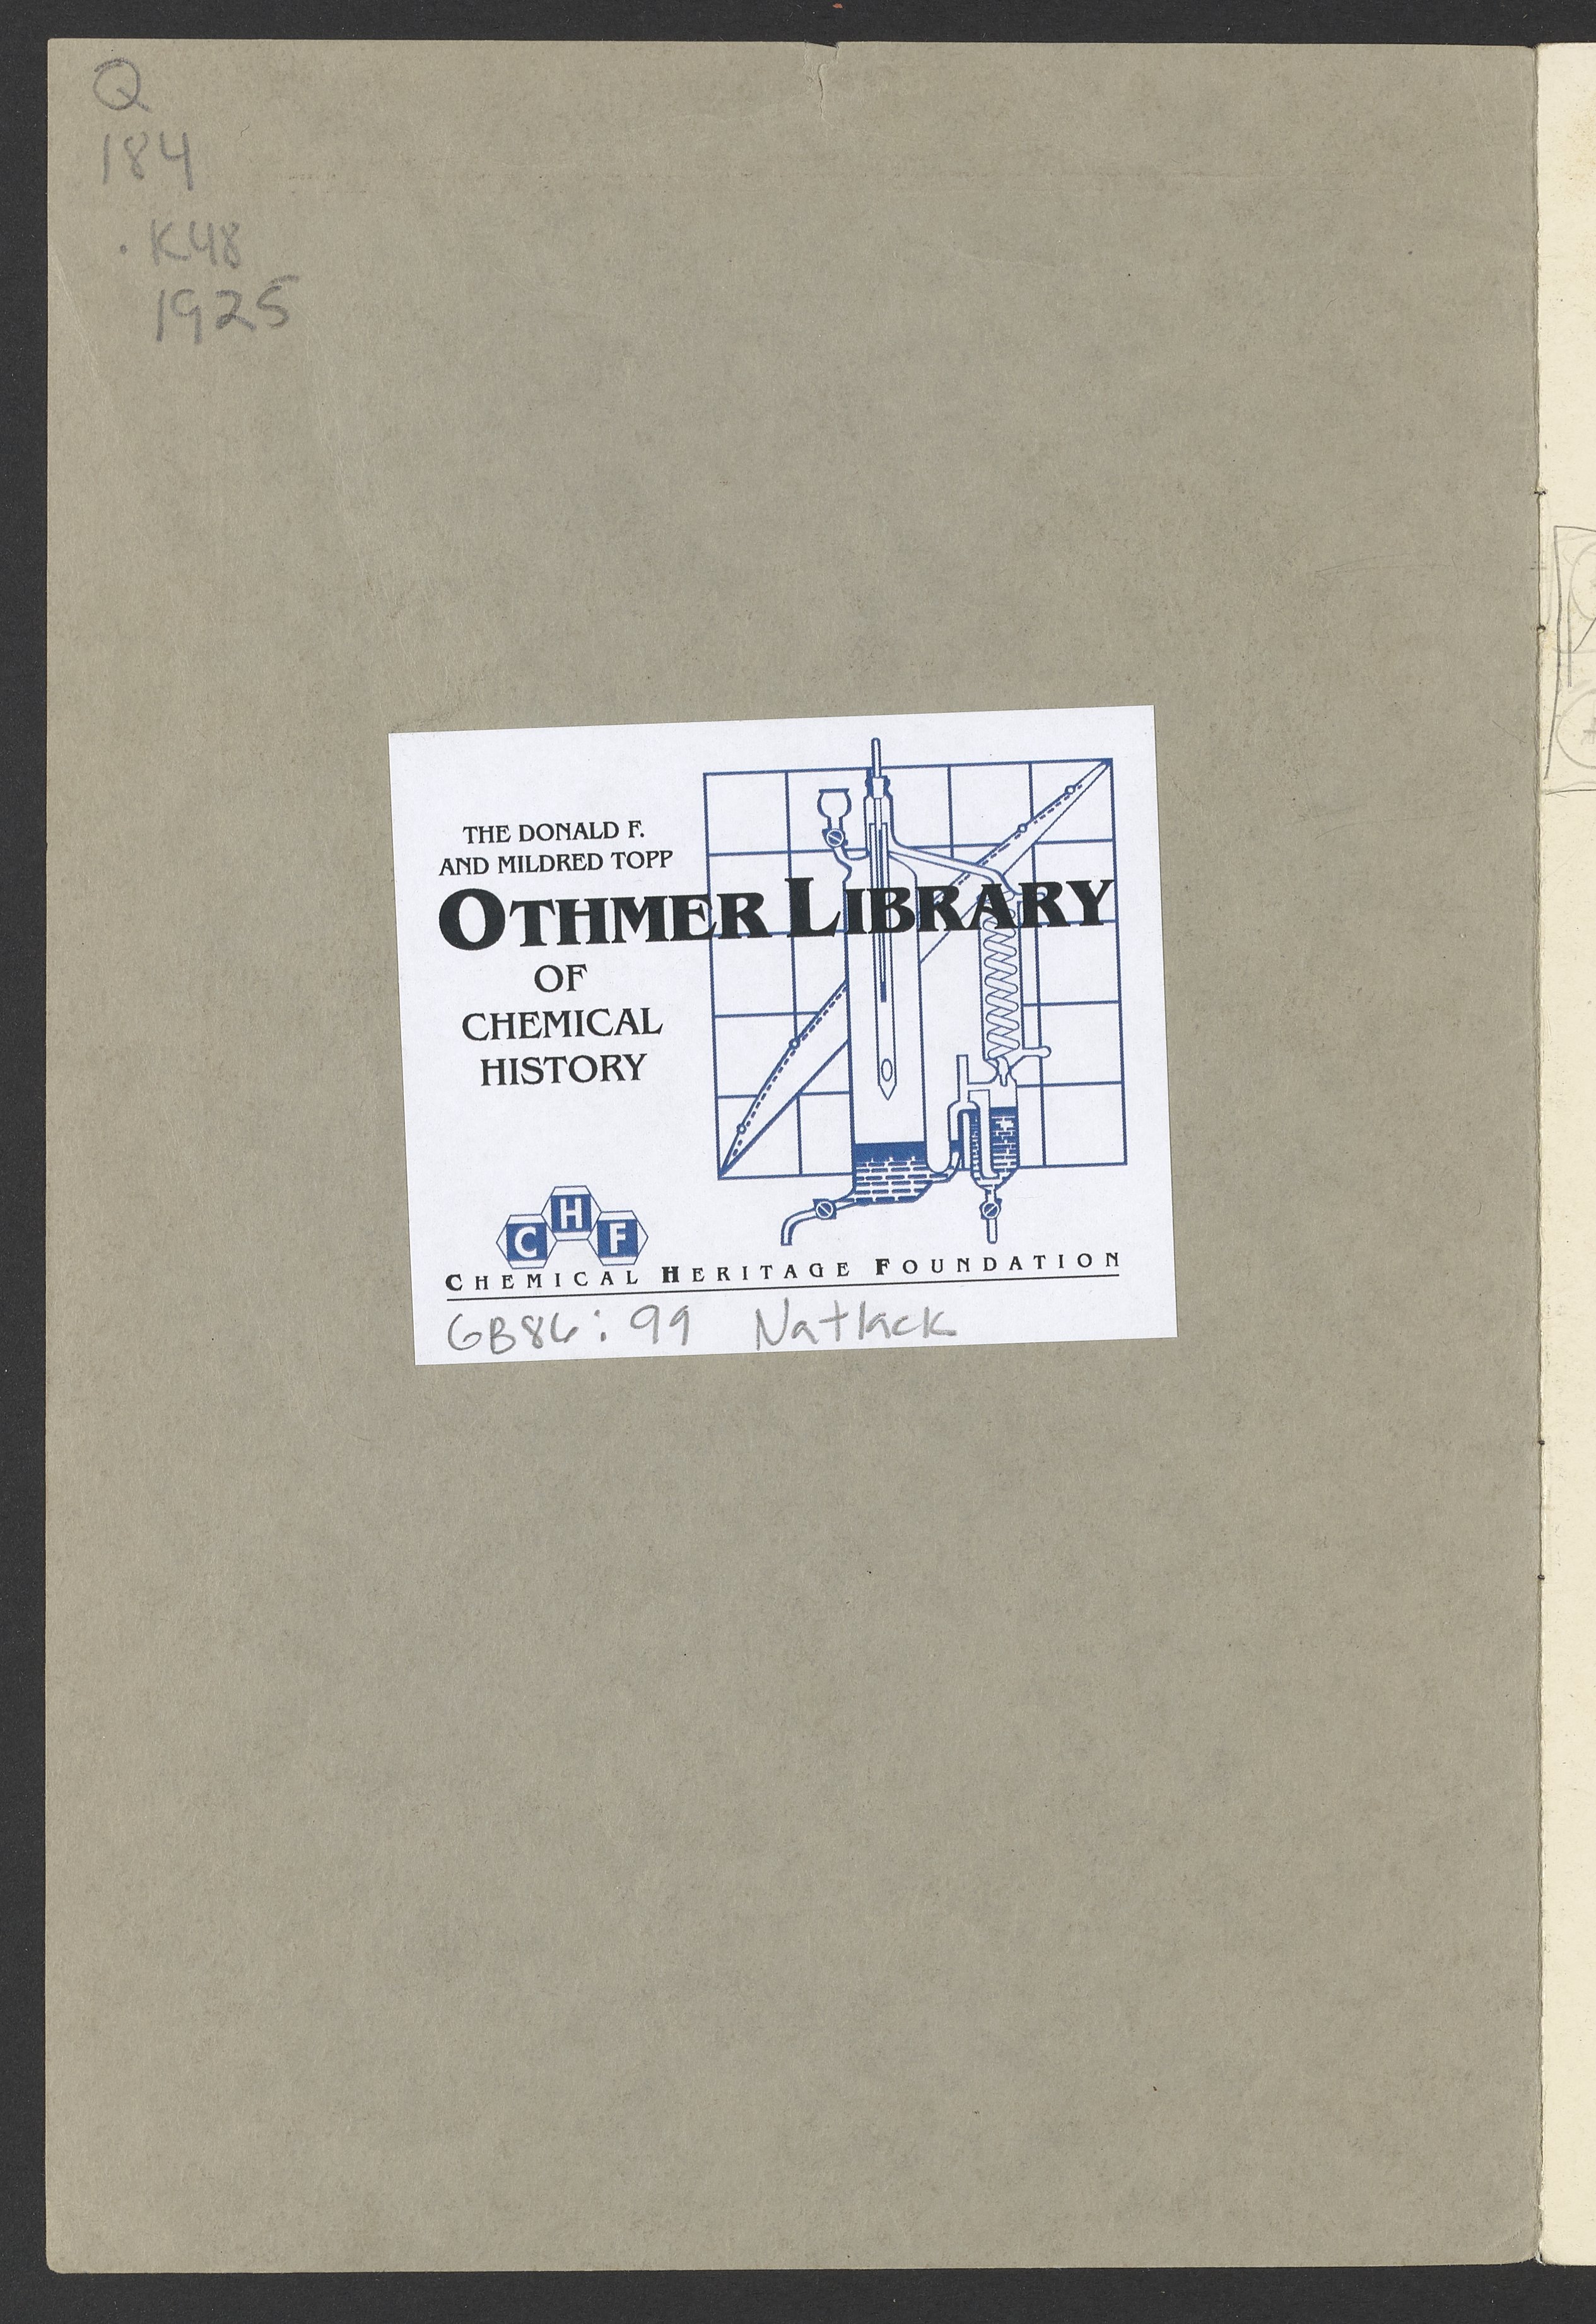 Q
184
.K48
1925
THE DONALD F.
AND MILDRED TOPP
OTHMER LIBRARY
OF
CHEMICAL
HISTORY
CHF
CHEMICAL HERITAGE FOUNDATION
GB86:99 Natlack